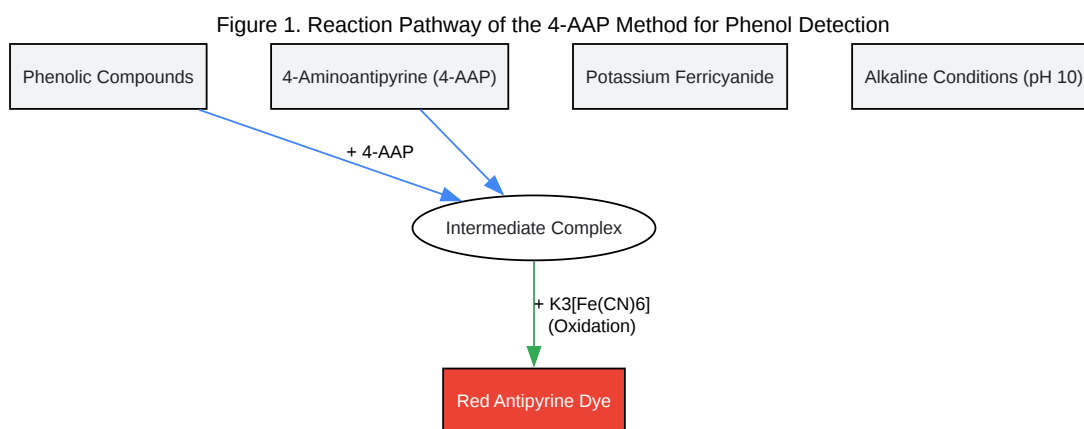 Figure 1. Reaction Pathway of the 4-AAP Method for Phenol Detection
Phenolic Compounds
4-Aminoantipyrine (4-AAP)
Potassium Ferricyanide
Alkaline Conditions (pH 10)
+ 4-AAP
Intermediate Complex
+ K3[Fe(CN)6]
(Oxidation)
Red Antipyrine Dye